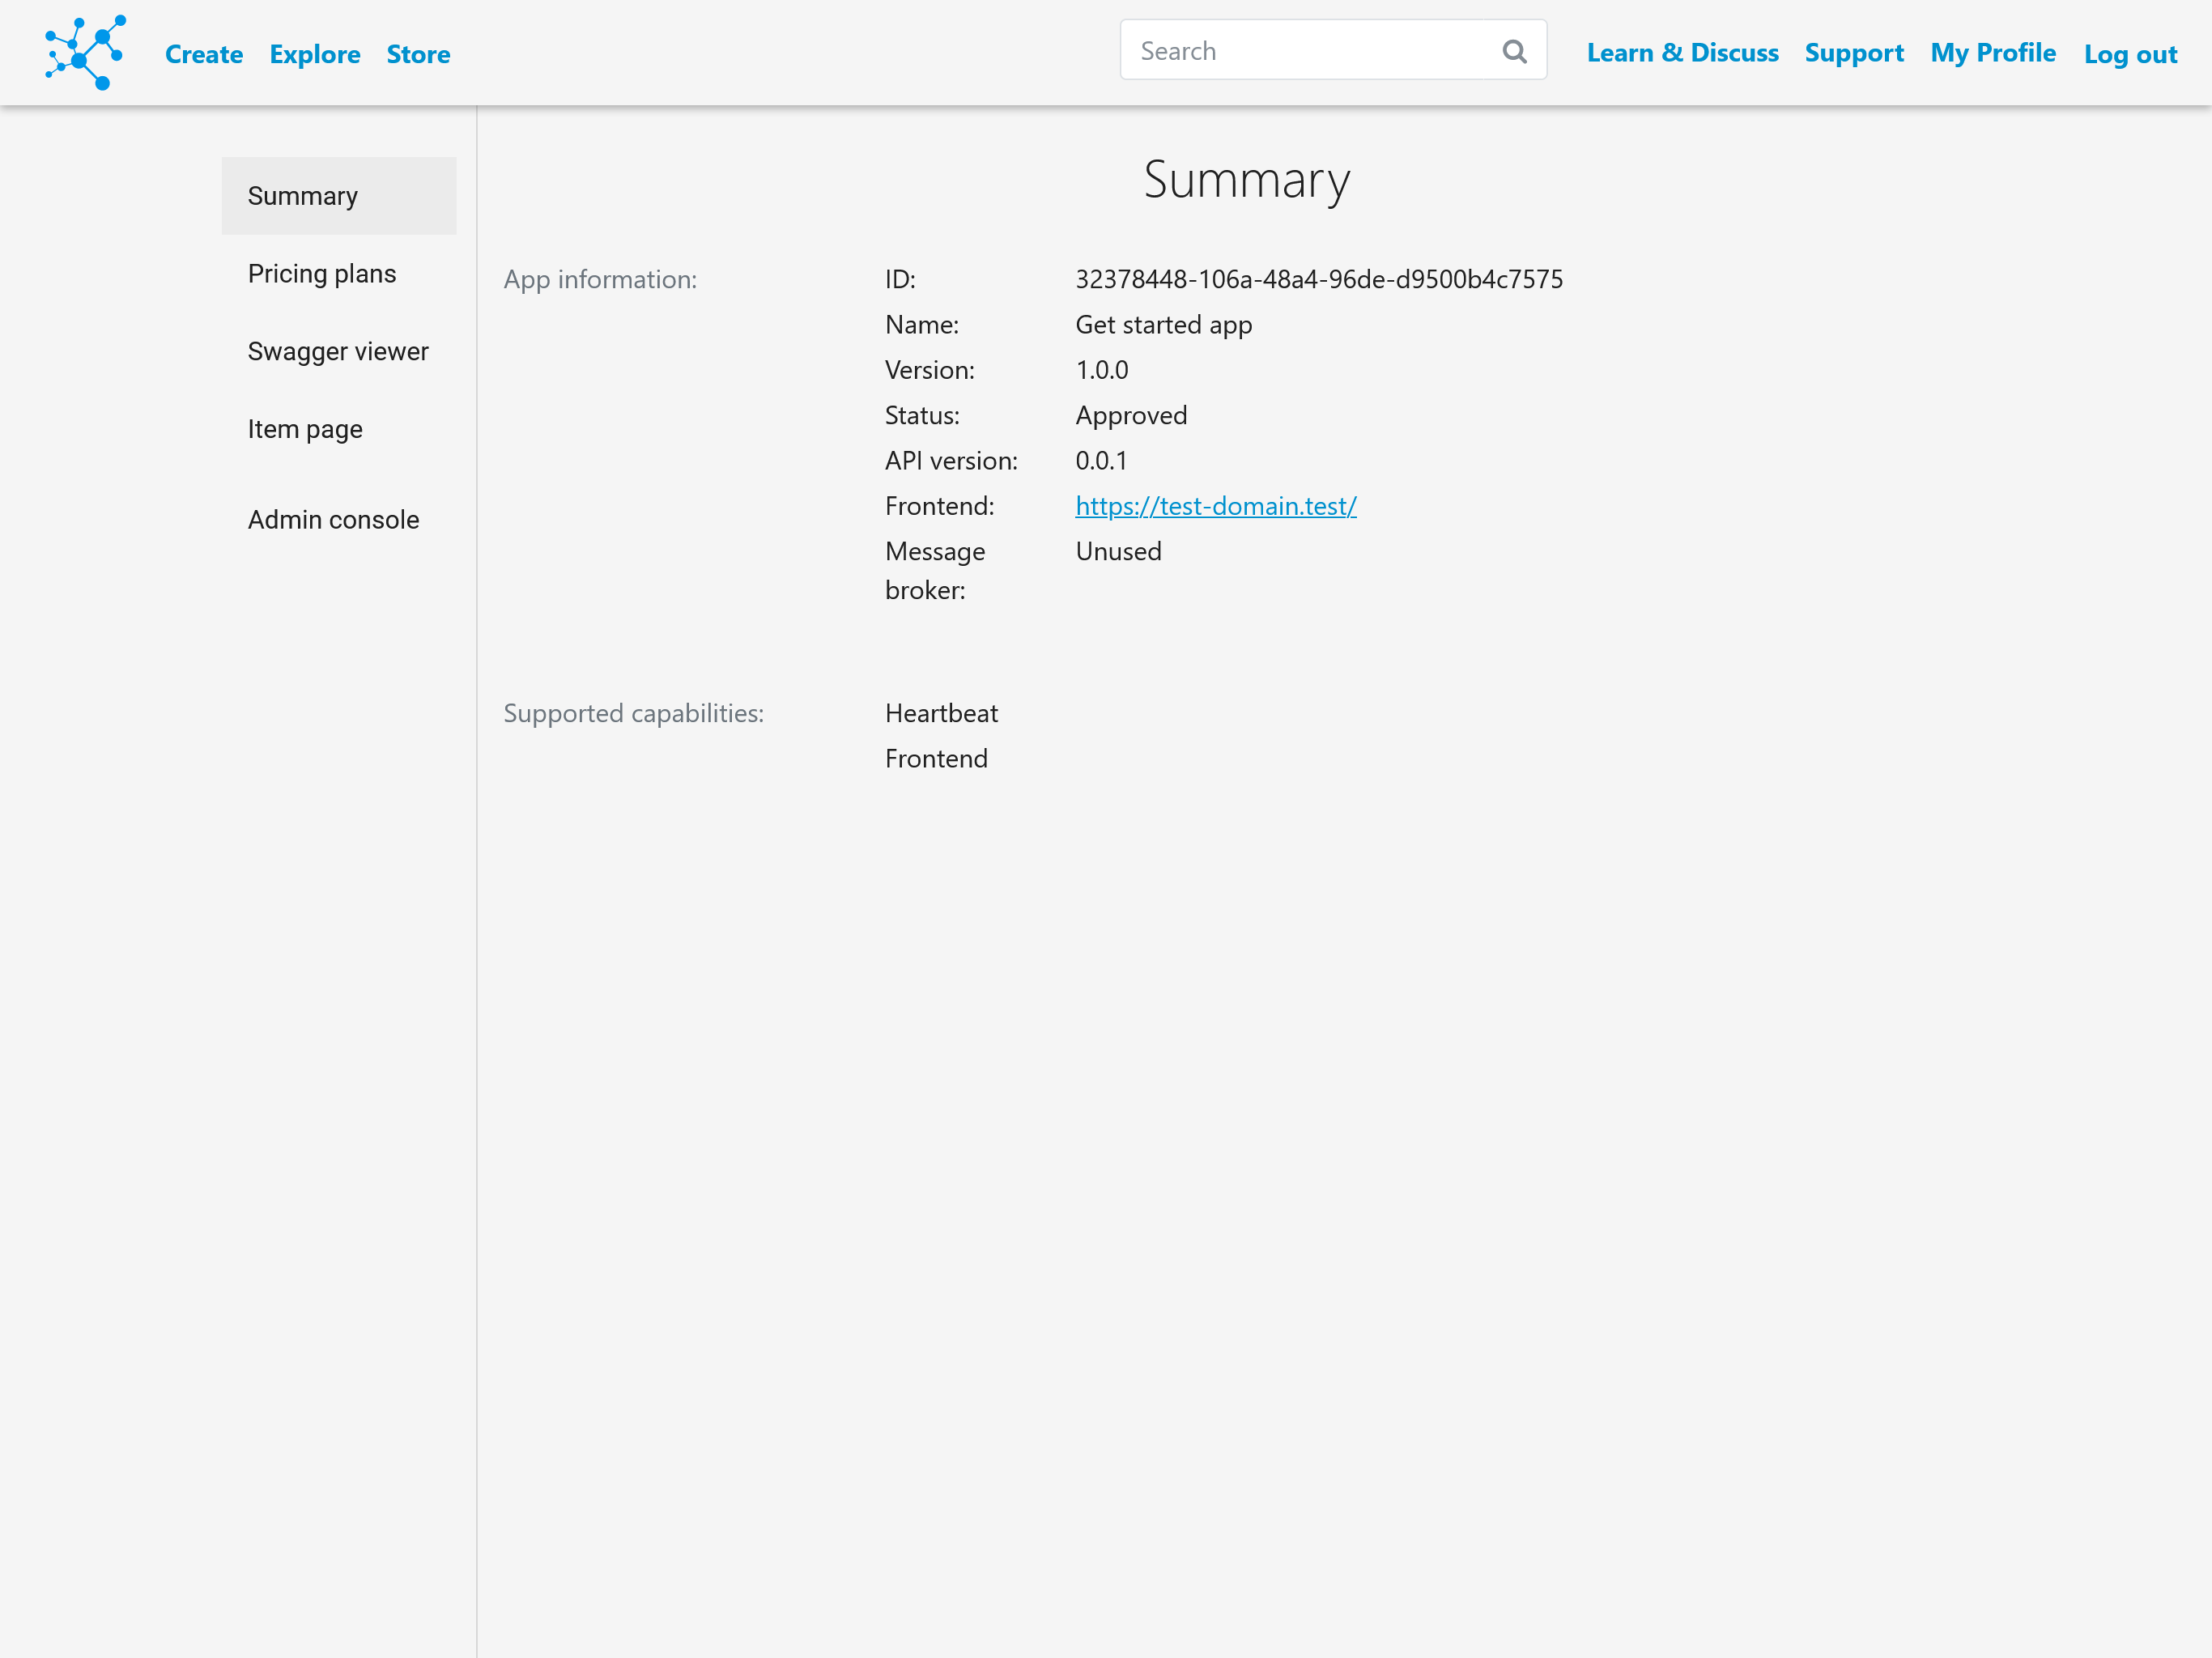 Create Explore Store Search Learn & Discuss Support My Profile Log out
Summary
Pricing plans
Swagger viewer
Item page
Admin console
Summary
App information:
ID: 32378448-106a-48a4-96de-d9500b4c7575
Name: Get started app
Version: 1.0.0
Status: Approved
API version: 0.0.1
Frontend: https://test-domain.test/
Message Unused
broker:
Supported capabilities:
Heartbeat
Frontend